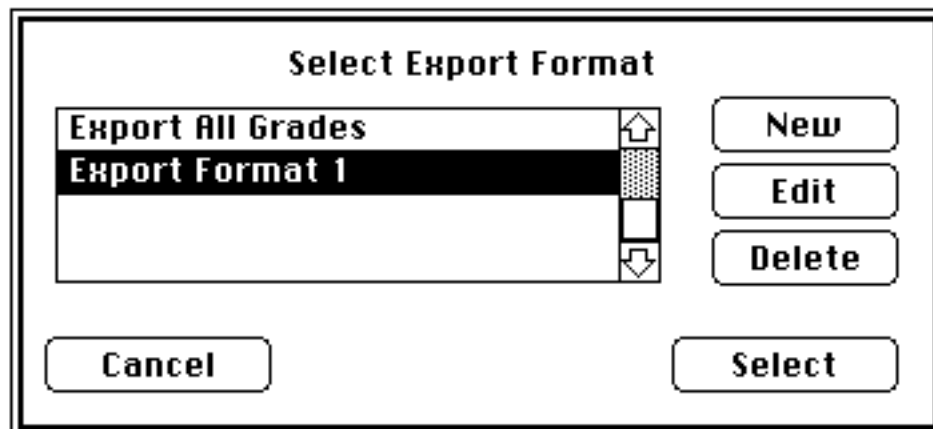 Select Export Format
Export All Grades
Export Format 1
New
Edit
Delete
Cancel
Select